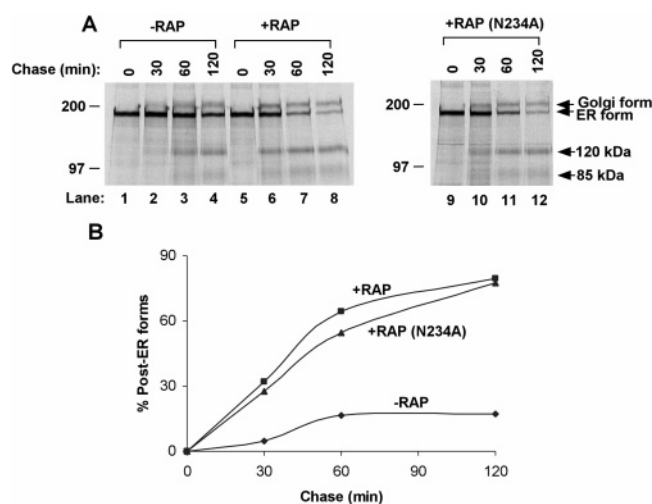 A
-RAP +RAP +RAP (N234A)
Chase (min): 0 30 60 120 0 30 60 120 0 30 60 120
200 200 Golgi form
ER form
120 kDa
97 97
85 kDa
Lane: 1 2 3 4 5 6 7 8 9 10 11 12
B
90
60
30
0
% Post-ER forms
+RAP
+RAP (N234A)
-RAP
0 30 60 90 120
Chase (min)